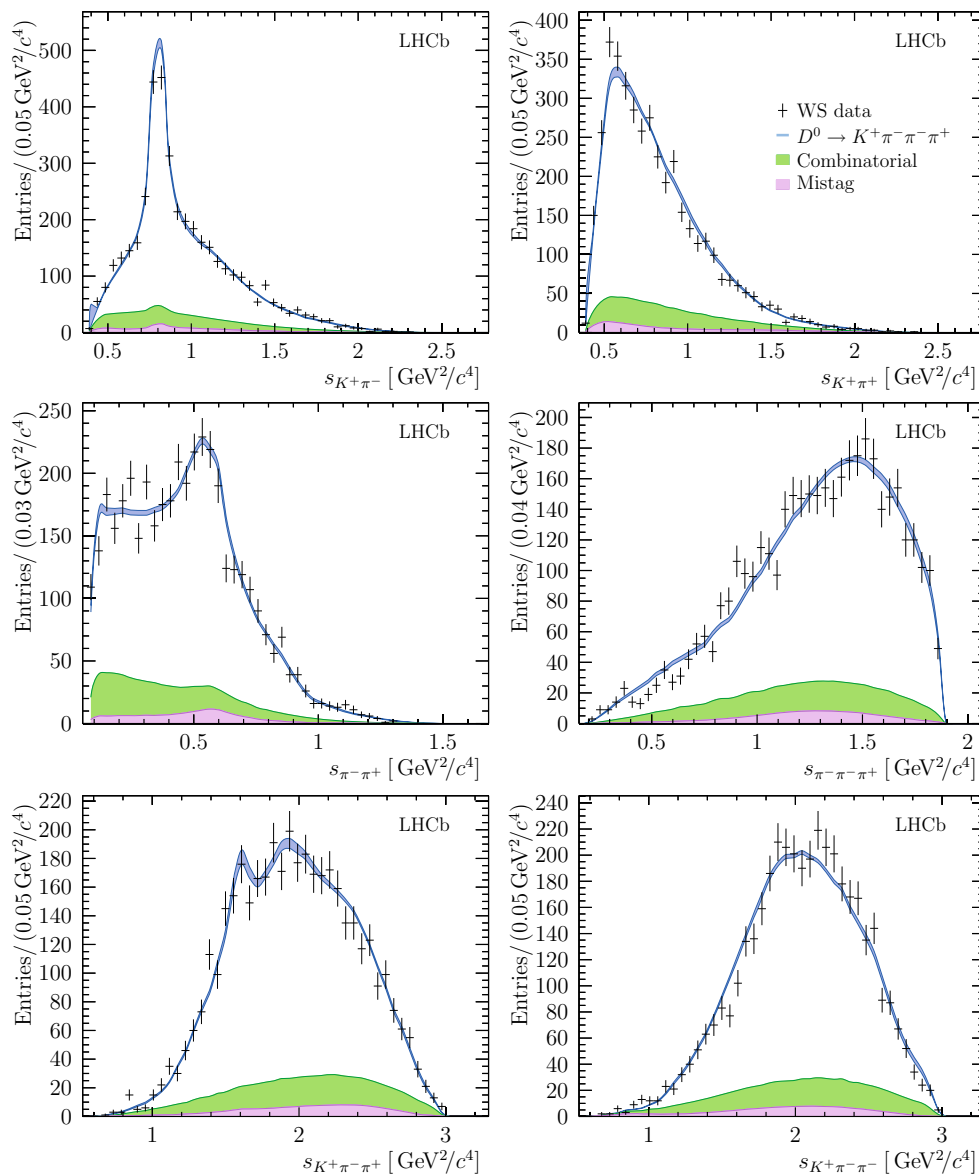 Entries/ (0.05 GeV²/c⁴)
LHCb
500
400
300
200
100
0
0.5 1 1.5 2 2.5
s_{K⁺π⁻} [ GeV²/c⁴]
Entries/ (0.05 GeV²/c⁴)
LHCb
WS data
D⁰ → K⁺π⁻π⁻π⁺
Combinatorial
Mistag
400
350
300
250
200
150
100
50
0
0.5 1 1.5 2 2.5
s_{K⁺π⁺} [ GeV²/c⁴]
Entries/ (0.03 GeV²/c⁴)
LHCb
250
200
150
100
50
0
0.5 1 1.5
s_{π⁻π⁺} [ GeV²/c⁴]
Entries/ (0.04 GeV²/c⁴)
LHCb
200
180
160
140
120
100
80
60
40
20
0
0.5 1 1.5 2
s_{π⁻π⁻π⁺} [ GeV²/c⁴]
Entries/ (0.05 GeV²/c⁴)
LHCb
220
200
180
160
140
120
100
80
60
40
20
0
1 2 3
s_{K⁺π⁻π⁺} [ GeV²/c⁴]
Entries/ (0.05 GeV²/c⁴)
LHCb
240
220
200
180
160
140
120
100
80
60
40
20
0
1 2 3
s_{K⁺π⁻π⁻} [ GeV²/c⁴]